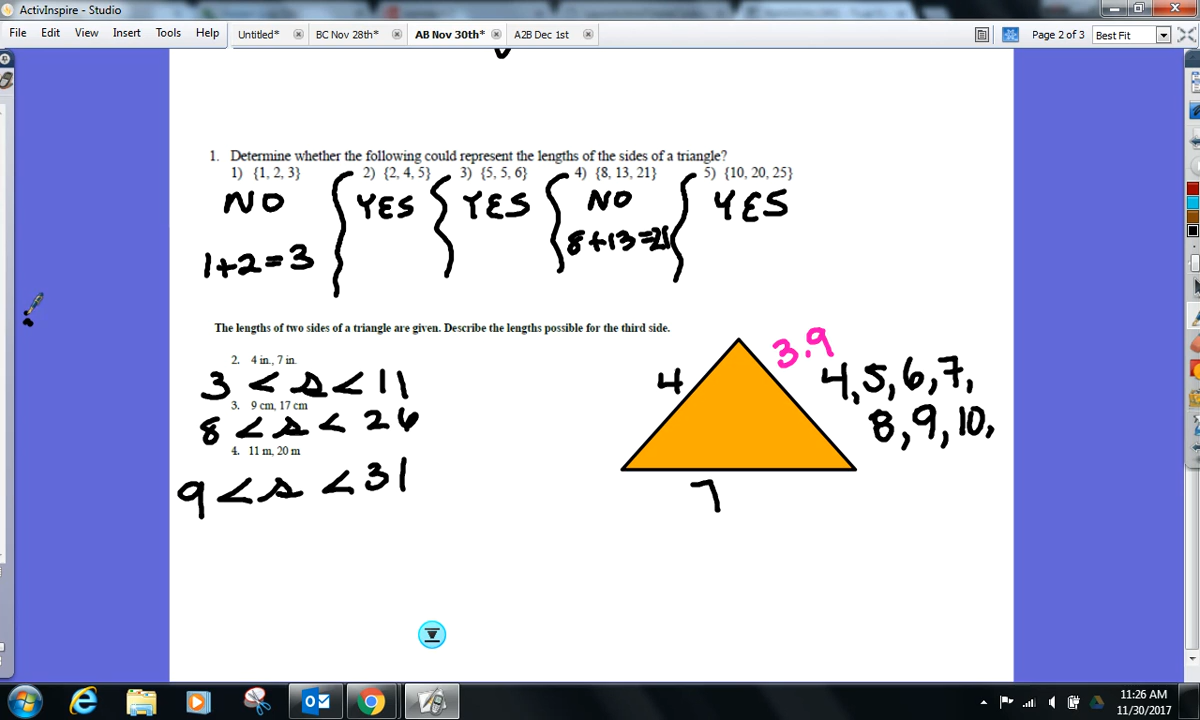 ActivInspire - Studio
File Edit View Insert Tools Help
Untitled* BC Nov 28th* AB Nov 30th* A2B Dec 1st
Page 2 of 3 Best Fit
1. Determine whether the following could represent the lengths of the sides of a triangle?
1) {1, 2, 3} 2) {2, 4, 5} 3) {5, 5, 6} 4) {8, 13, 21} 5) {10, 20, 25}
NO YES YES NO YES
1+2=3 8+13=21
The lengths of two sides of a triangle are given. Describe the lengths possible for the third side.
2. 4 in., 7 in.
3 < s < 11
3. 9 cm, 17 cm
8 < s < 26
4. 11 m, 20 m
9 < s < 31
3.9
4 4,5,6,7,
8,9,10,
7
11:26 AM
11/30/2017